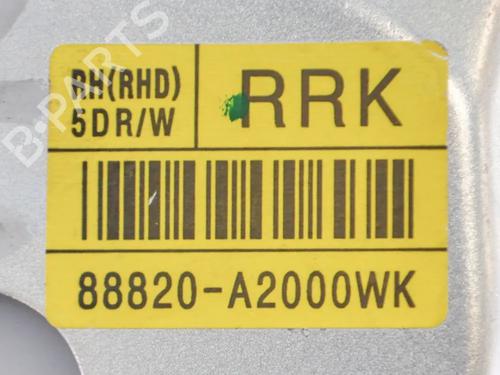 RH(RHD)
5DR/W
RRK
88820-A2000WK
B-PARTS